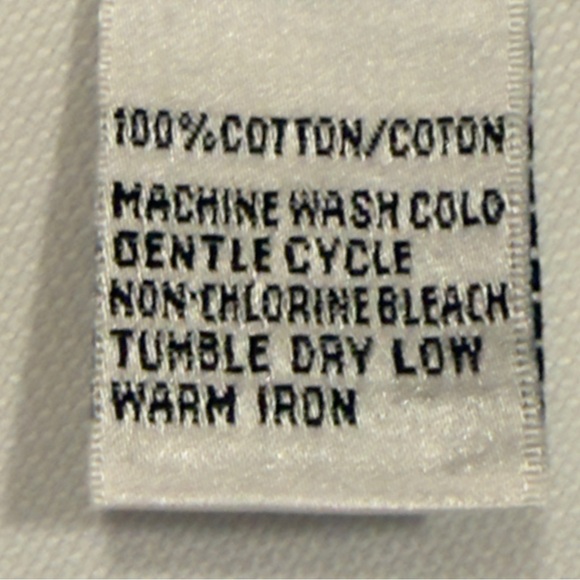 100% COTTON/COTON
MACHINE WASH COLD
GENTLE CYCLE
NON-CHLORINE BLEACH
TUMBLE DRY LOW
WARM IRON